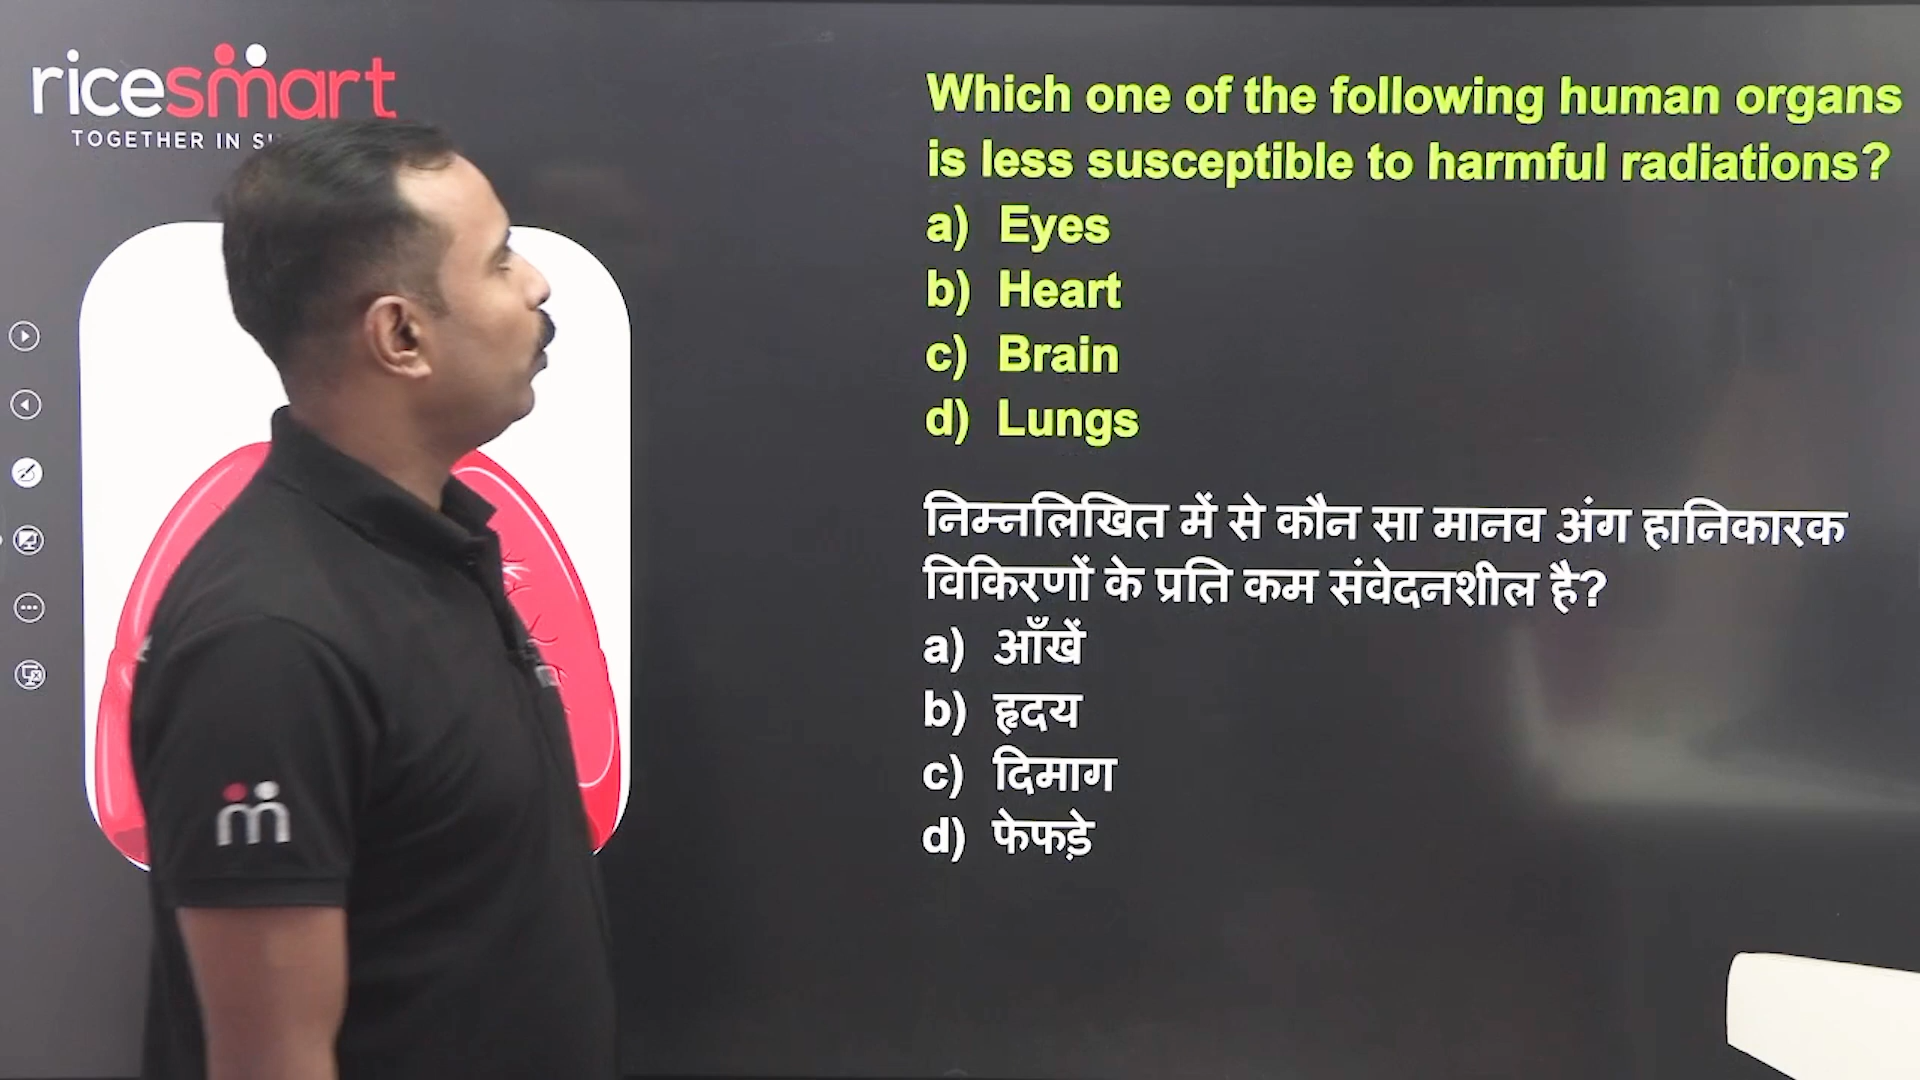 ricesmart
TOGETHER IN
Which one of the following human organs
is less susceptible to harmful radiations?
a) Eyes
b) Heart
c) Brain
d) Lungs
निम्नलिखित में से कौन सा मानव अंग हानिकारक
विकिरणों के प्रति कम संवेदनशील है?
a) आँखें
b) हृदय
c) दिमाग
d) फेफड़े